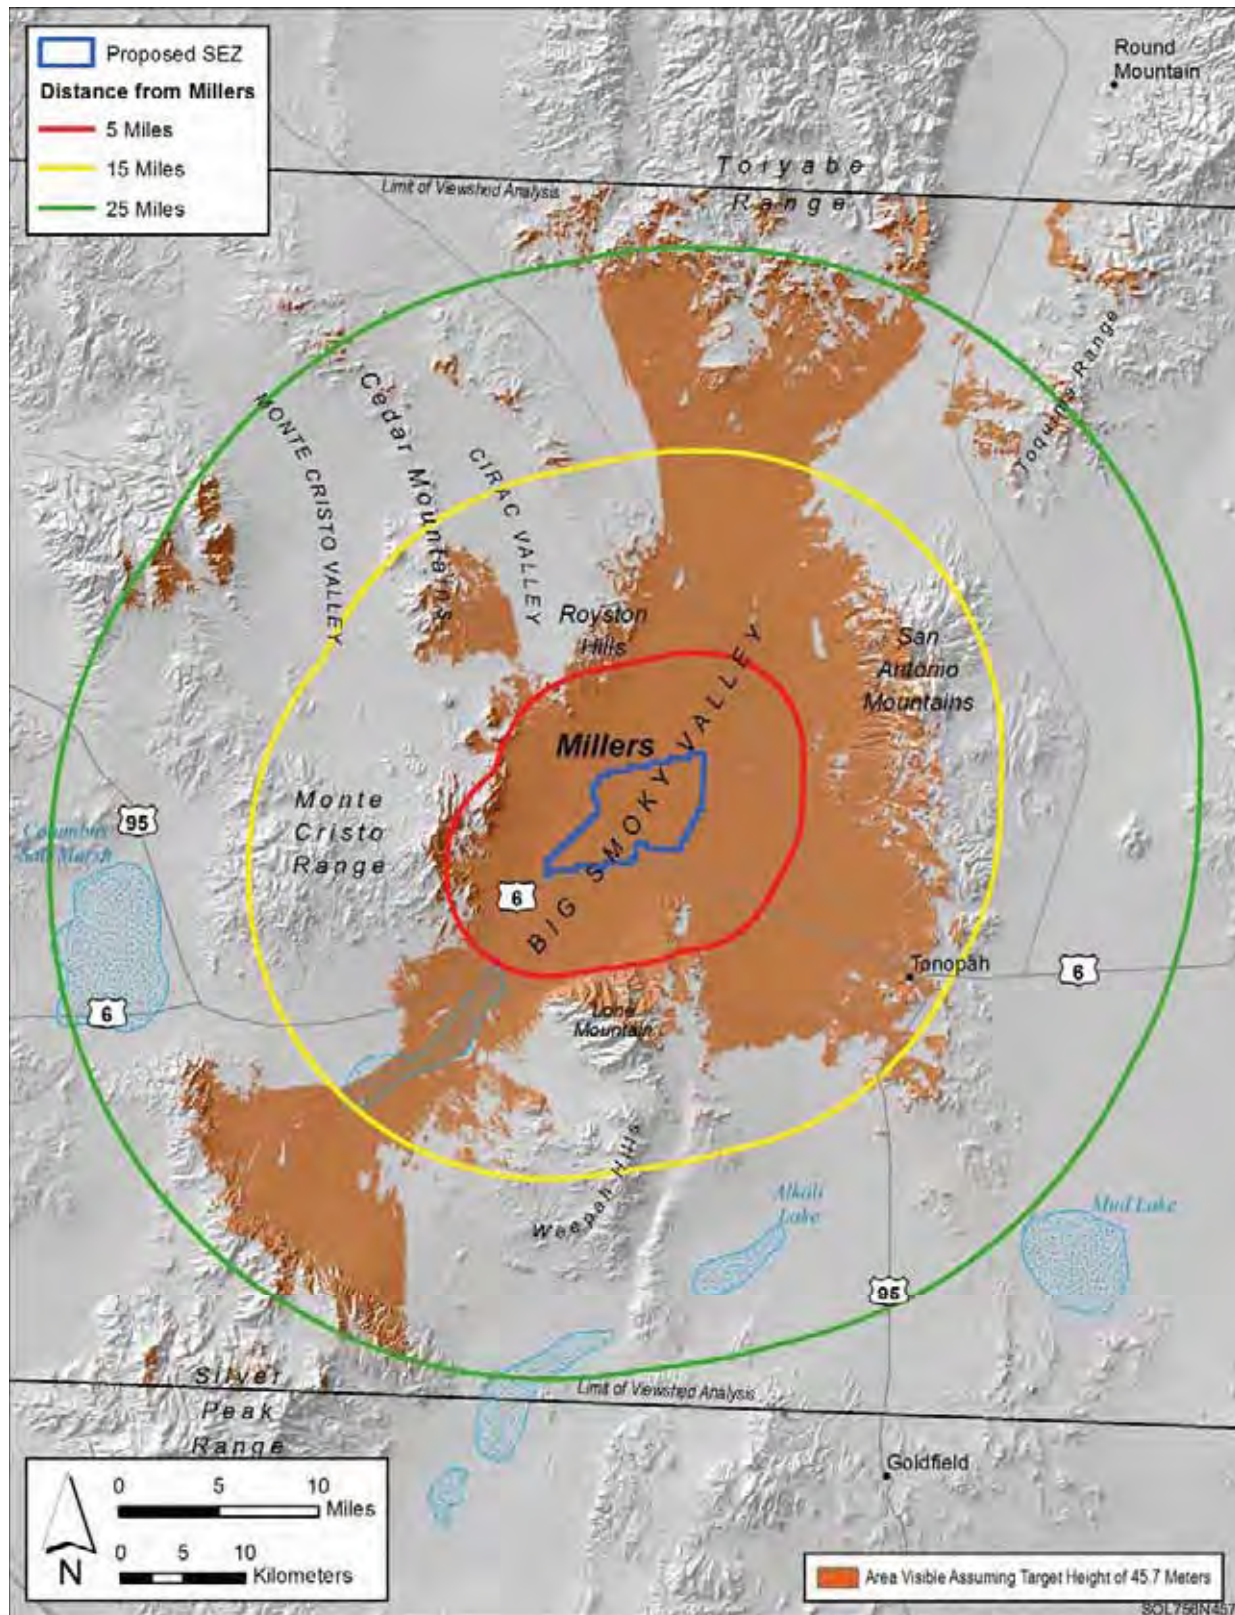 Proposed SEZ
Distance from Millers
5 Miles
15 Miles
25 Miles
Round
Mountain
Toiyabe
Range
Limit of Viewshed Analysis
Toquima Range
MONTE CRISTO VALLEY
Cedar Mountains
CIRAC VALLEY
Royston
Hills
San
Antonio
Mountains
Millers
BIG SMOKY VALLEY
Monte
Cristo
Range
95
Columbus
Salt Marsh
6
6
Tonopah
6
Lone
Mountain
Weepah Hills
Alkali
Lake
Mud Lake
95
Limit of Viewshed Analysis
Silver
Peak
Range
Goldfield
0 5 10
Miles
0 5 10
Kilometers
N
Area Visible Assuming Target Height of 45.7 Meters
SOL756N457